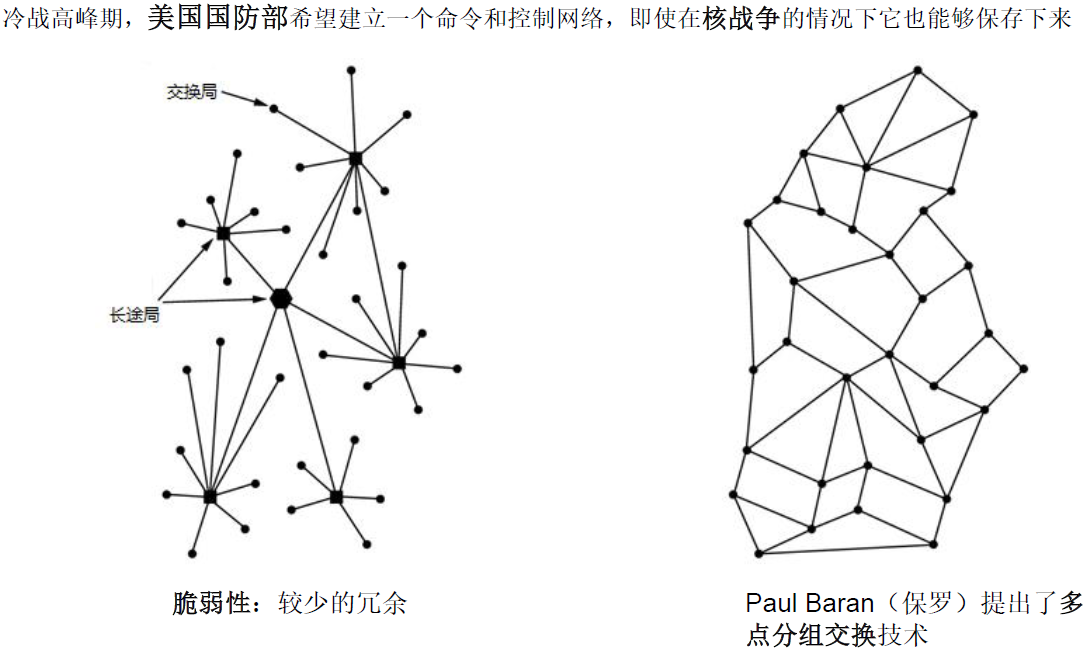 冷战高峰期，美国国防部希望建立一个命令和控制网络，即使在核战争的情况下它也能够保存下来
交换局
长途局
脆弱性：较少的冗余
Paul Baran（保罗）提出了多
点分组交换技术